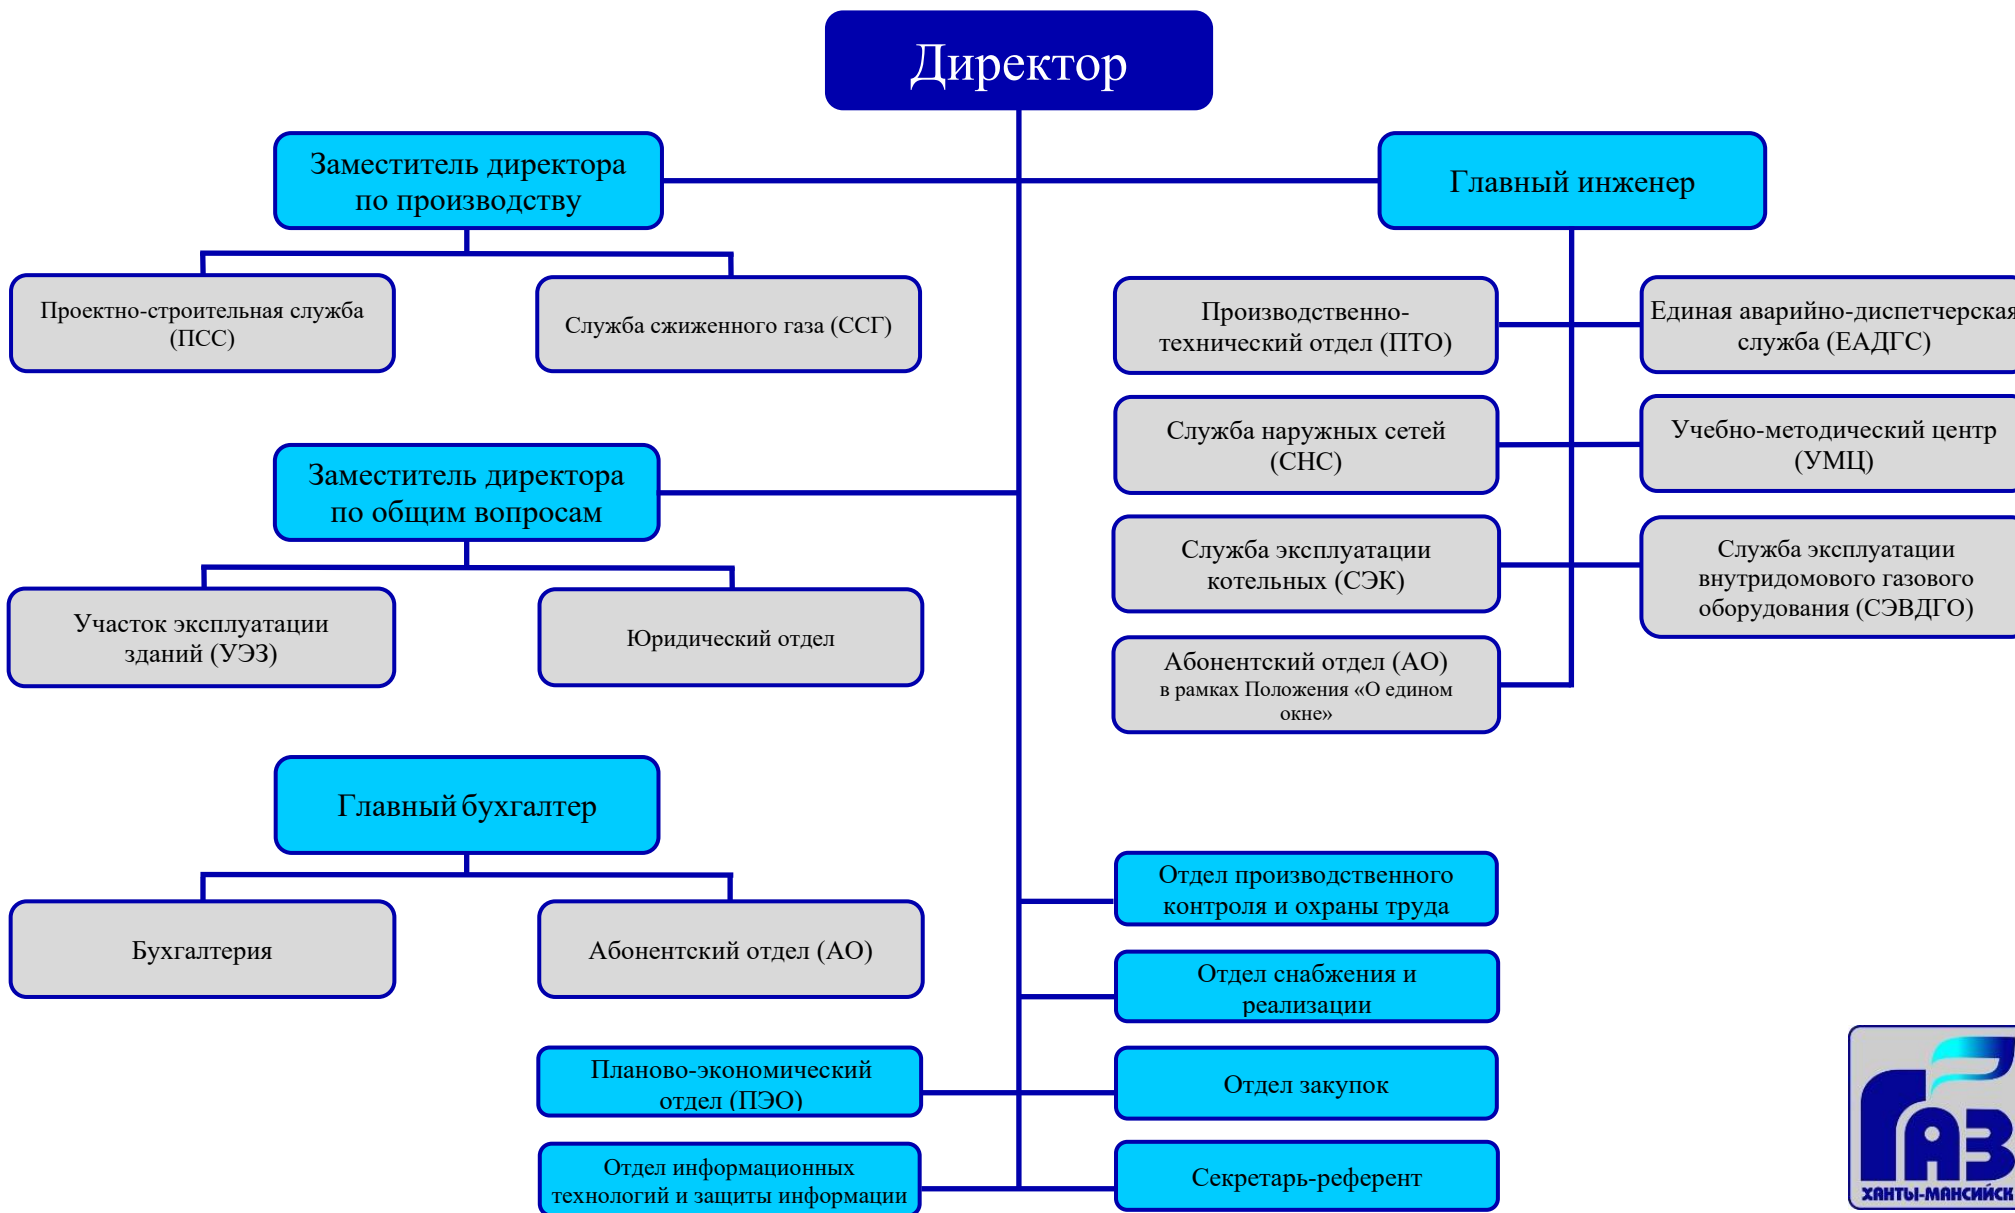 Директор
Заместитель директора
по производству
Главный инженер
Проектно-строительная служба
(ПСС)
Служба сжиженного газа (ССГ)
Производственно-
технический отдел (ПТО)
Единая аварийно-диспетчерская
служба (ЕАДГС)
Служба наружных сетей
(СНС)
Учебно-методический центр
(УМЦ)
Заместитель директора
по общим вопросам
Служба эксплуатации
котельных (СЭК)
Служба эксплуатации
внутридомового газового
оборудования (СЭВДГО)
Участок эксплуатации
зданий (УЭЗ)
Юридический отдел
Абонентский отдел (АО)
в рамках Положения «О едином
окне»
Главный бухгалтер
Бухгалтерия
Абонентский отдел (АО)
Отдел производственного
контроля и охраны труда
Отдел снабжения и
реализации
Планово-экономический
отдел (ПЭО)
Отдел закупок
Отдел информационных
технологий и защиты информации
Секретарь-референт
ГАЗ
ХАНТЫ-МАНСИЙСК